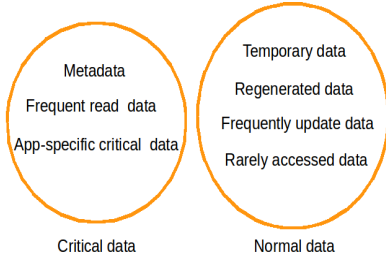 Metadata
Frequent read data
App-specific critical data
Critical data
Temporary data
Regenerated data
Frequently update data
Rarely accessed data
Normal data